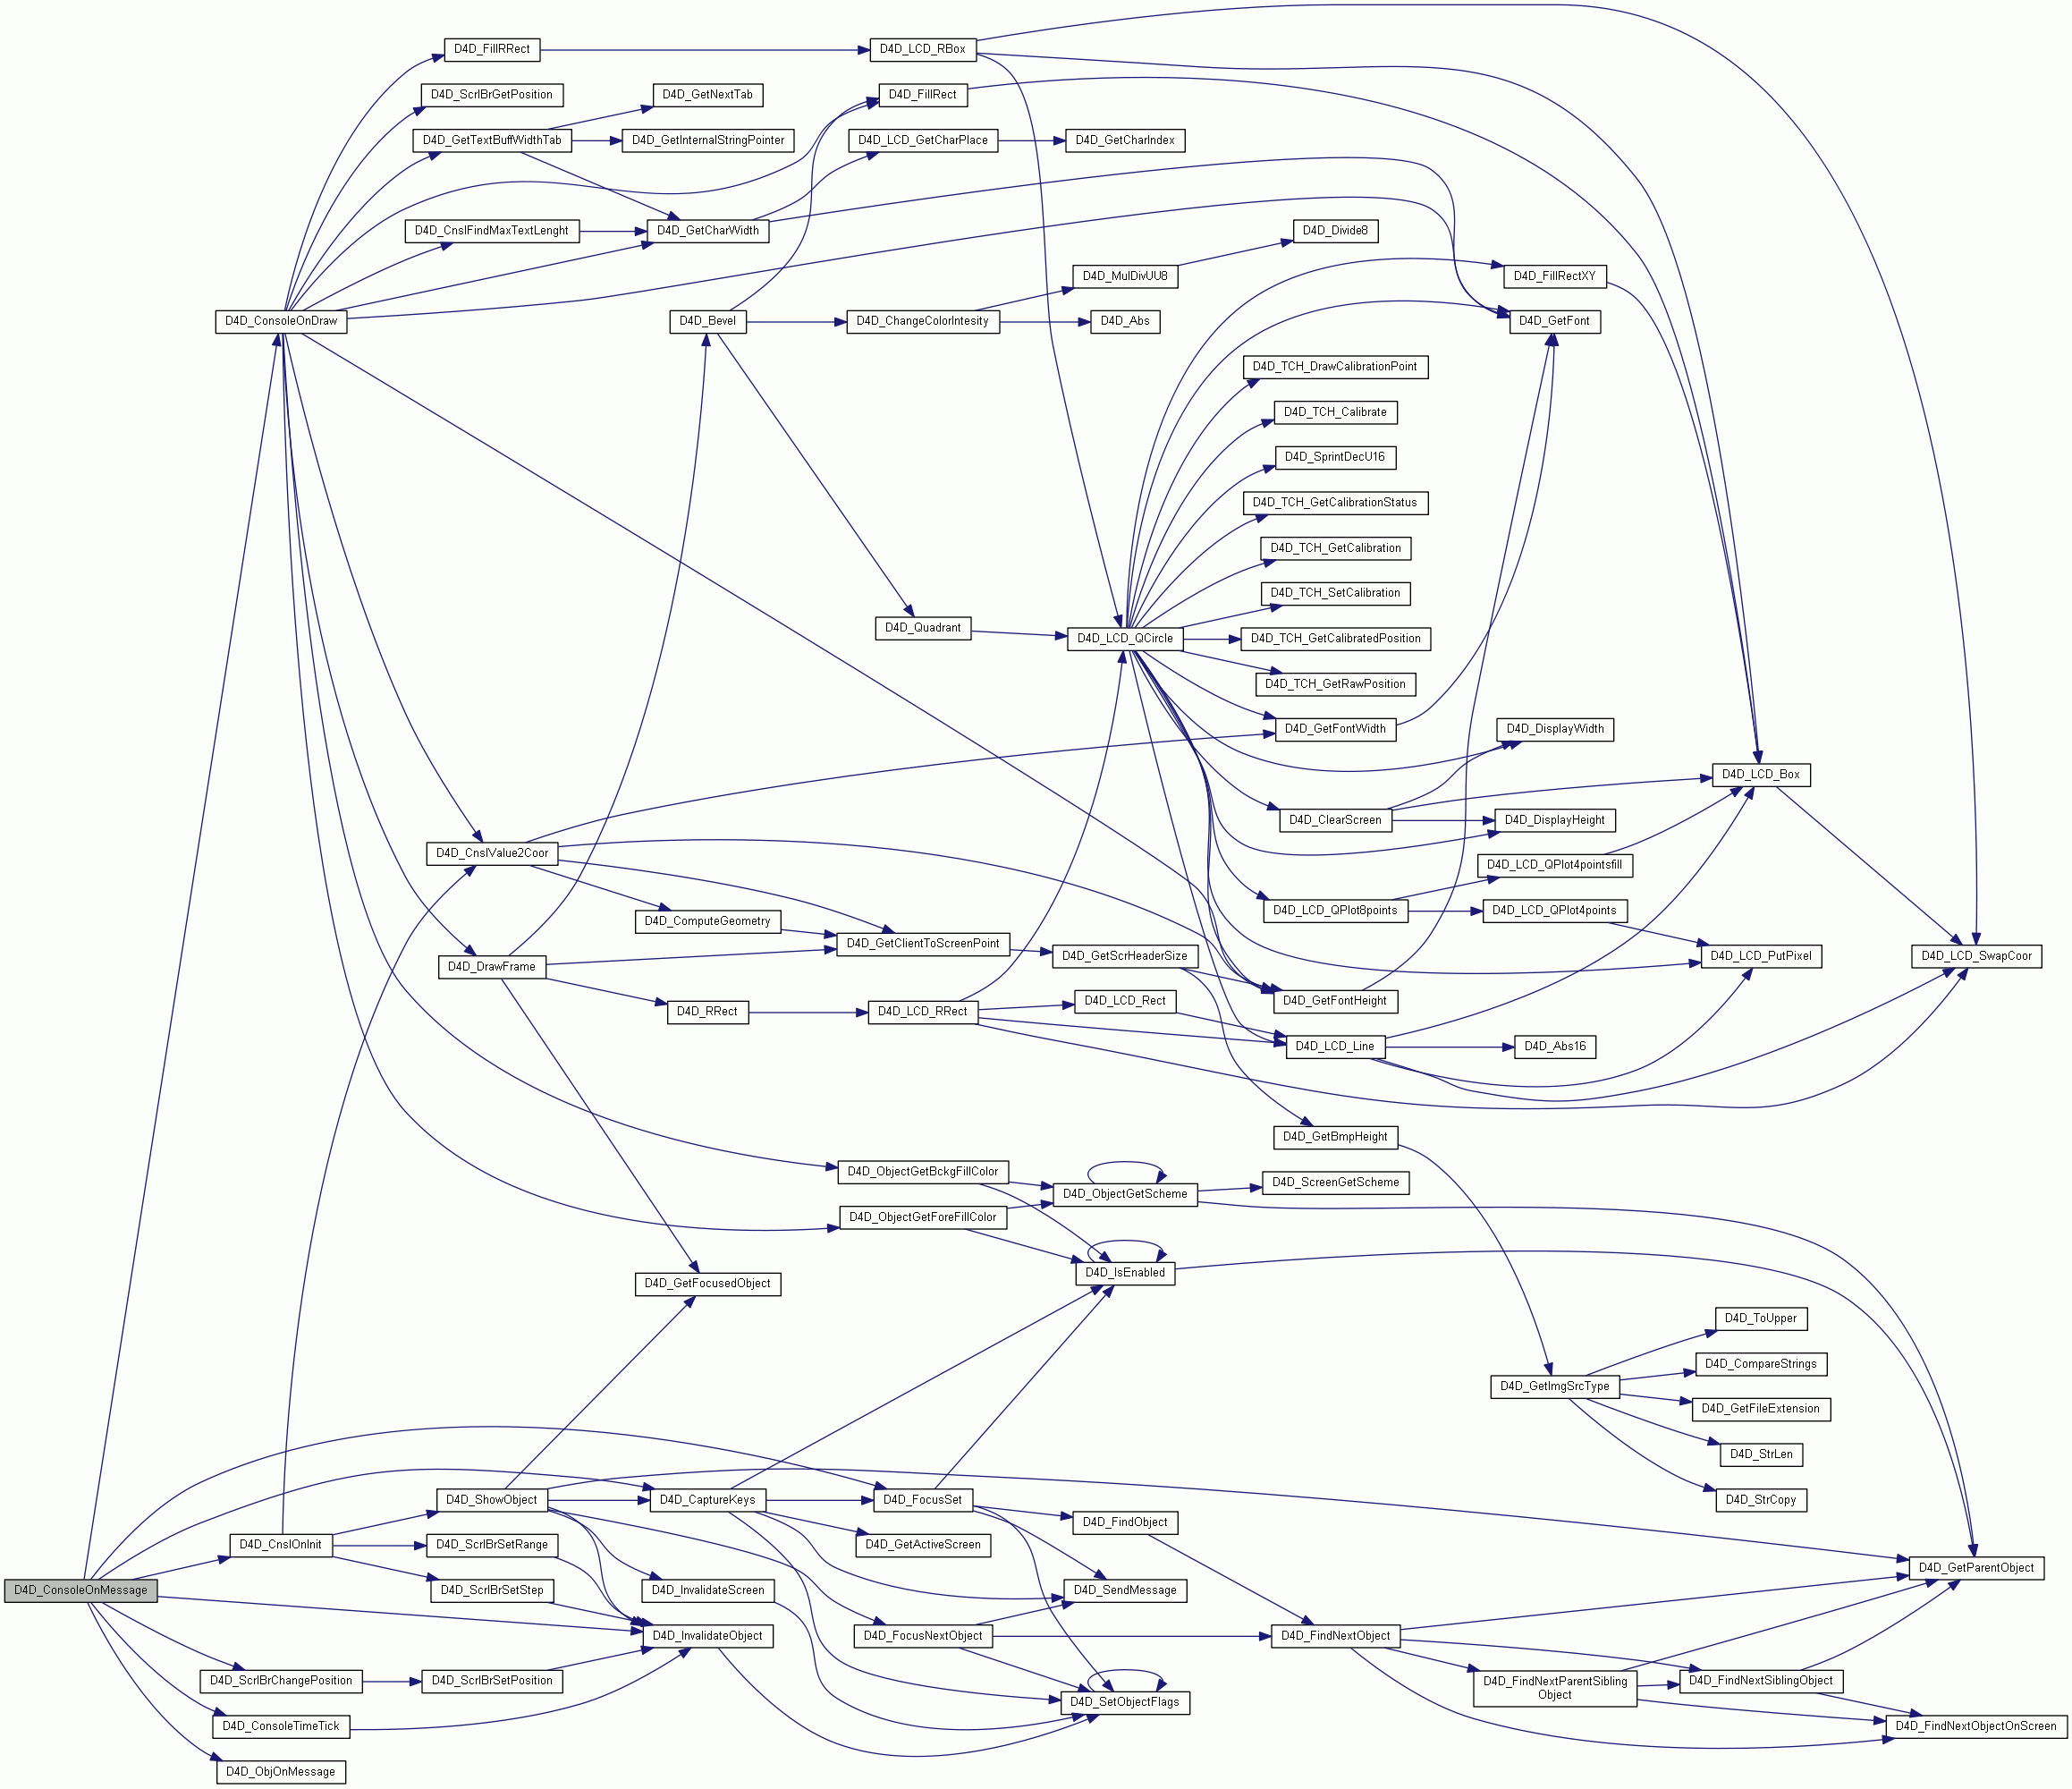 D4D_FillRRect
D4D_LCD_RBox
D4D_ScrlBrGetPosition
D4D_GetNextTab
D4D_FillRect
D4D_GetTextBuffWidthTab
D4D_GetInternalStringPointer
D4D_LCD_GetCharPlace
D4D_GetCharIndex
D4D_CnslFindMaxTextLenght
D4D_GetCharWidth
D4D_Divide8
D4D_MulDivUU8
D4D_FillRectXY
D4D_ConsoleOnDraw
D4D_Bevel
D4D_ChangeColorIntesity
D4D_Abs
D4D_GetFont
D4D_TCH_DrawCalibrationPoint
D4D_TCH_Calibrate
D4D_SprintDecU16
D4D_TCH_GetCalibrationStatus
D4D_TCH_GetCalibration
D4D_TCH_SetCalibration
D4D_Quadrant
D4D_LCD_QCircle
D4D_TCH_GetCalibratedPosition
D4D_TCH_GetRawPosition
D4D_GetFontWidth
D4D_DisplayWidth
D4D_LCD_Box
D4D_ClearScreen
D4D_DisplayHeight
D4D_CnslValue2Coor
D4D_LCD_QPlot4pointsfill
D4D_ComputeGeometry
D4D_LCD_QPlot8points
D4D_LCD_QPlot4points
D4D_GetClientToScreenPoint
D4D_GetScrHeaderSize
D4D_LCD_PutPixel
D4D_LCD_SwapCoor
D4D_DrawFrame
D4D_RRect
D4D_LCD_RRect
D4D_LCD_Rect
D4D_GetFontHeight
D4D_LCD_Line
D4D_Abs16
D4D_GetBmpHeight
D4D_ObjectGetBckgFillColor
D4D_ObjectGetScheme
D4D_ScreenGetScheme
D4D_ObjectGetForeFillColor
D4D_IsEnabled
D4D_GetFocusedObject
D4D_ToUpper
D4D_CompareStrings
D4D_GetImgSrcType
D4D_GetFileExtension
D4D_StrLen
D4D_StrCopy
D4D_ShowObject
D4D_CaptureKeys
D4D_FocusSet
D4D_FindObject
D4D_CnslOnInit
D4D_ScrlBrSetRange
D4D_GetActiveScreen
D4D_GetParentObject
D4D_ConsoleOnMessage
D4D_ScrlBrSetStep
D4D_InvalidateScreen
D4D_SendMessage
D4D_InvalidateObject
D4D_FocusNextObject
D4D_FindNextObject
D4D_ScrlBrChangePosition
D4D_ScrlBrSetPosition
D4D_SetObjectFlags
D4D_FindNextParentSibling
Object
D4D_FindNextSiblingObject
D4D_ConsoleTimeTick
D4D_FindNextObjectOnScreen
D4D_ObjOnMessage